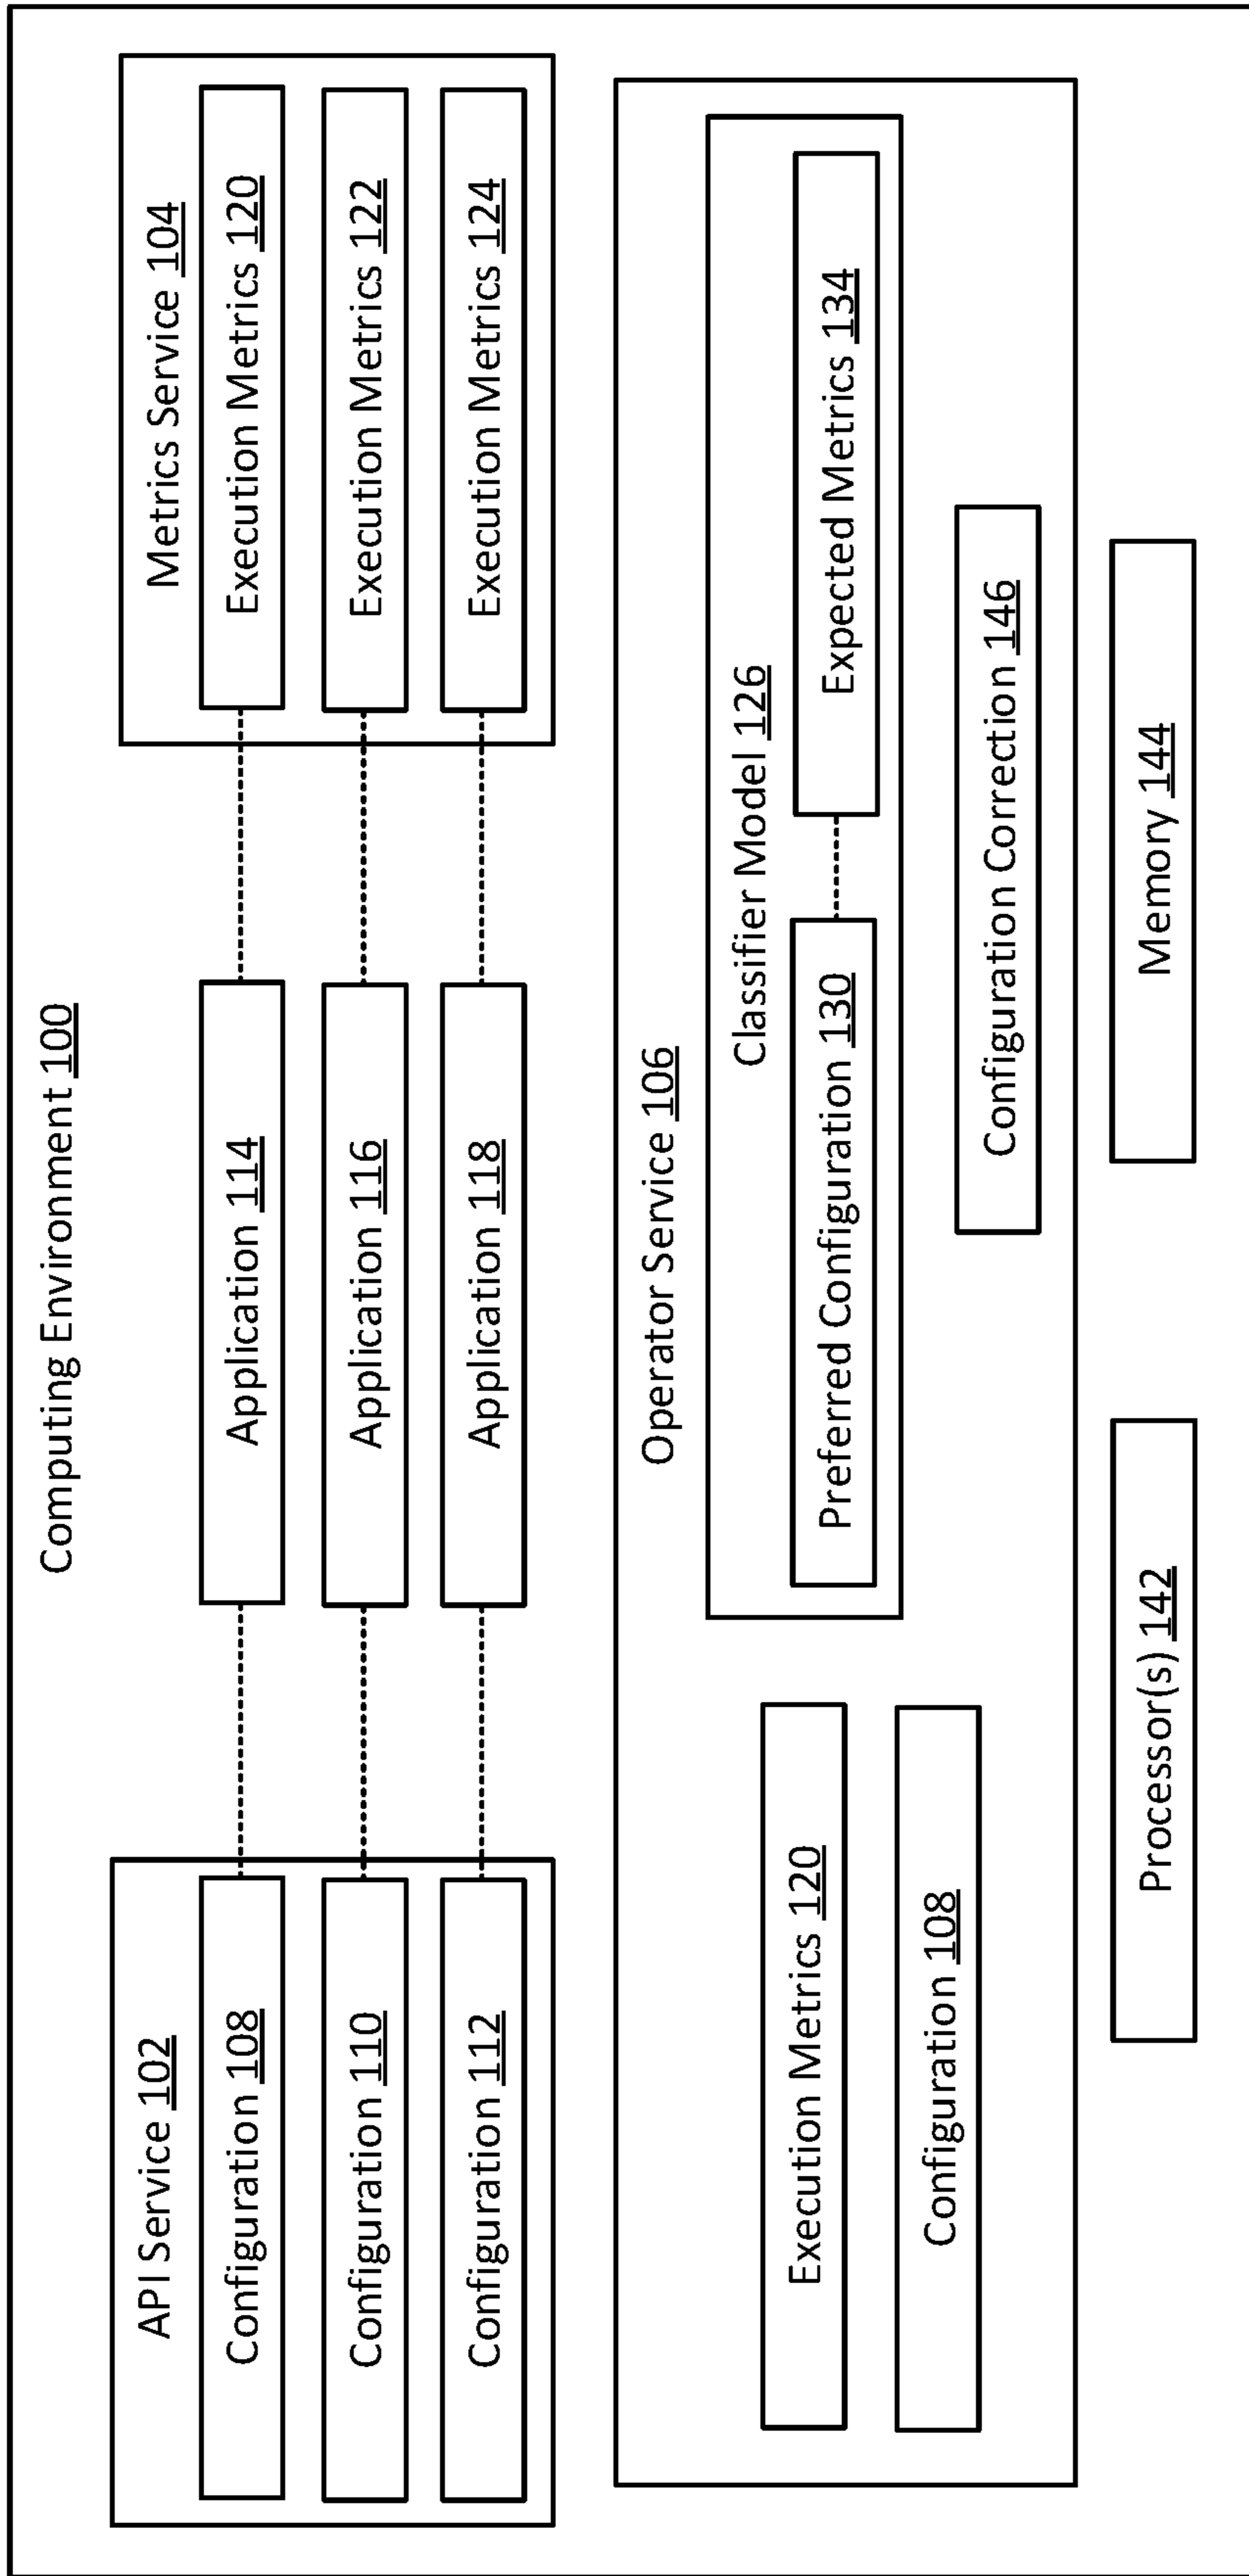 Computing Environment 100
API Service 102
Configuration 108
Configuration 110
Configuration 112
Application 114
Application 116
Application 118
Metrics Service 104
Execution Metrics 120
Execution Metrics 122
Execution Metrics 124
Operator Service 106
Execution Metrics 120
Configuration 108
Classifier Model 126
Preferred Configuration 130
Expected Metrics 134
Configuration Correction 146
Processor(s) 142
Memory 144